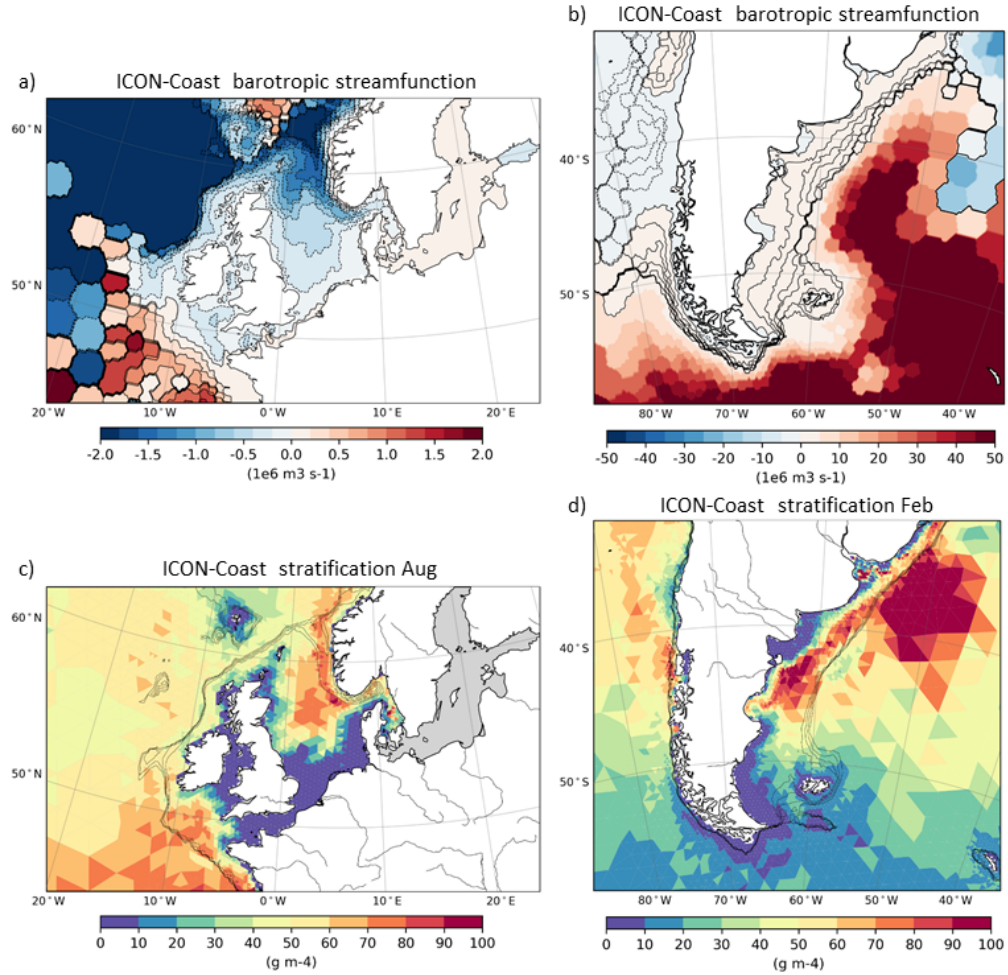 a) ICON-Coast barotropic streamfunction
60°N
50°N
20°W 10°W 0°W 10°E 20°E
-2.0 -1.5 -1.0 -0.5 0.0 0.5 1.0 1.5 2.0
(1e6 m3 s-1)
b) ICON-Coast barotropic streamfunction
40°S
50°S
80°W 70°W 60°W 50°W 40°W
-50 -40 -30 -20 -10 0 10 20 30 40 50
(1e6 m3 s-1)
c) ICON-Coast stratification Aug
60°N
50°N
20°W 10°W 0°W 10°E 20°E
0 10 20 30 40 50 60 70 80 90 100
(g m-4)
d) ICON-Coast stratification Feb
40°S
50°S
80°W 70°W 60°W 50°W 40°W
0 10 20 30 40 50 60 70 80 90 100
(g m-4)